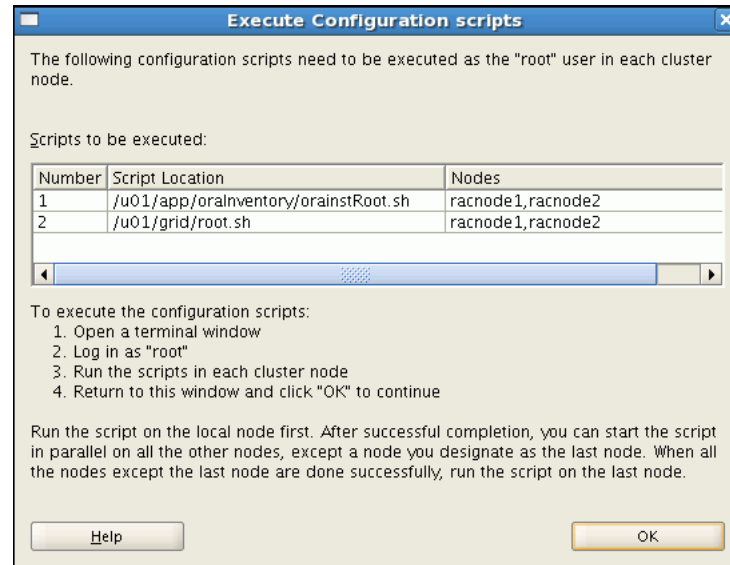 Execute Configuration scripts
The following configuration scripts need to be executed as the "root" user in each cluster
node.
Scripts to be executed:
Number Script Location Nodes
1 /u01/app/oraInventory/orainstRoot.sh racnode1,racnode2
2 /u01/grid/root.sh racnode1,racnode2
To execute the configuration scripts:
1. Open a terminal window
2. Log in as "root"
3. Run the scripts in each cluster node
4. Return to this window and click "OK" to continue
Run the script on the local node first. After successful completion, you can start the script
in parallel on all the other nodes, except a node you designate as the last node. When all
the nodes except the last node are done successfully, run the script on the last node.
Help OK